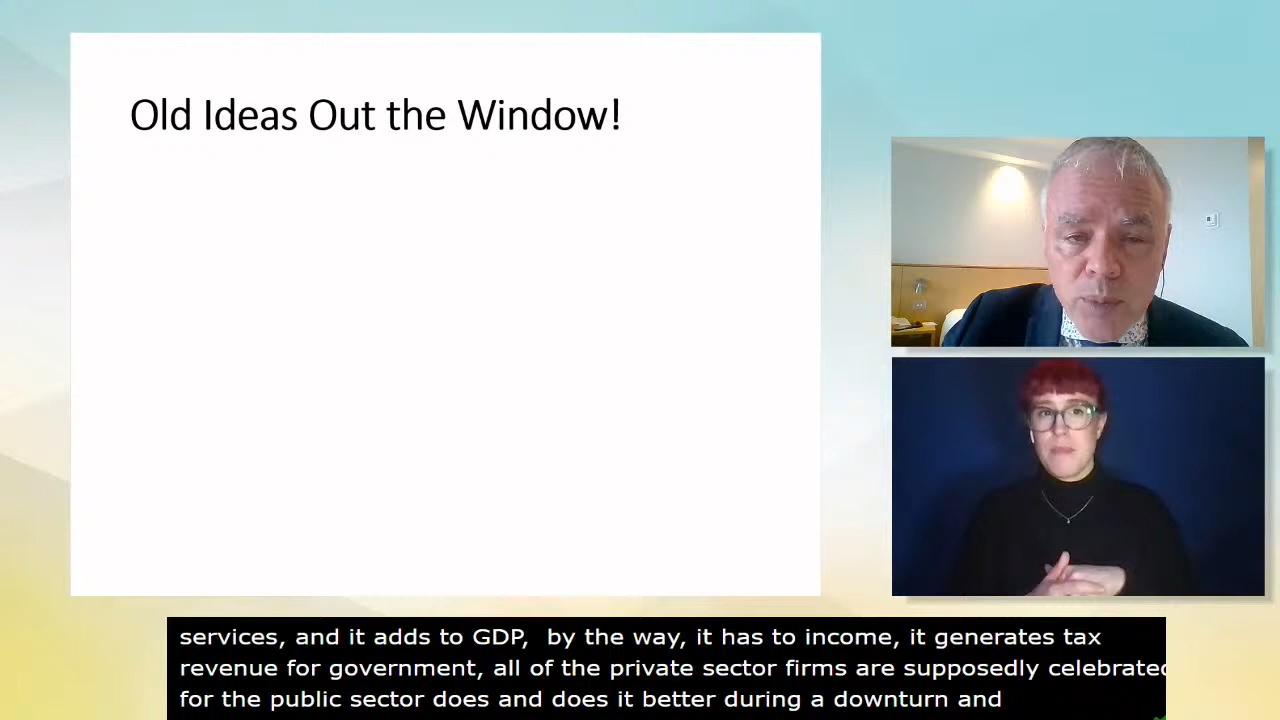 Old Ideas Out the Window!
services, and it adds to GDP,  by the way, it has to income, it generates tax
revenue for government, all of the private sector firms are supposedly celebrated
for the public sector does and does it better during a downturn and